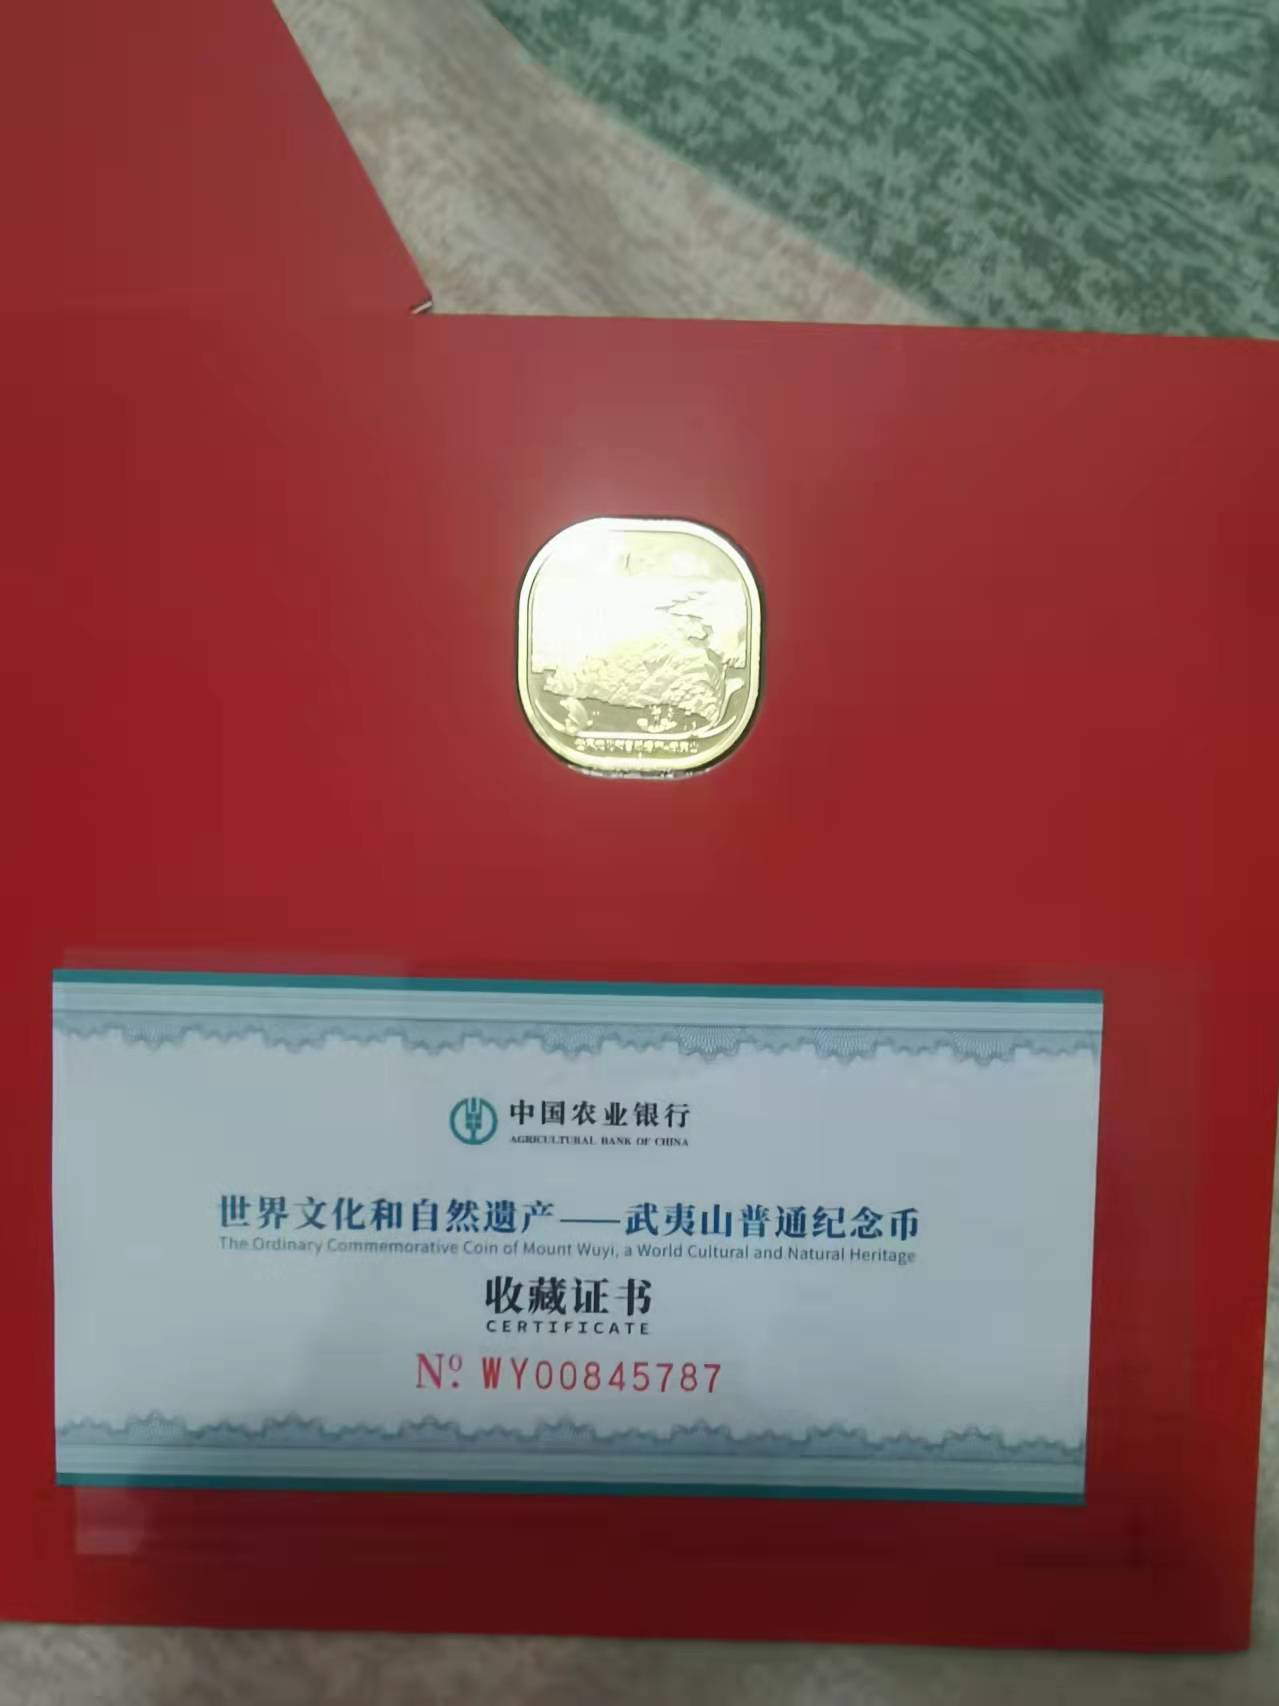 中国农业银行
AGRICULTURAL BANK OF CHINA
世界文化和自然遗产——武夷山普通纪念币
The Ordinary Commemorative Coin of Mount Wuyi, a World Cultural and Natural Heritage
收藏证书
CERTIFICATE
Nº. WY00845787